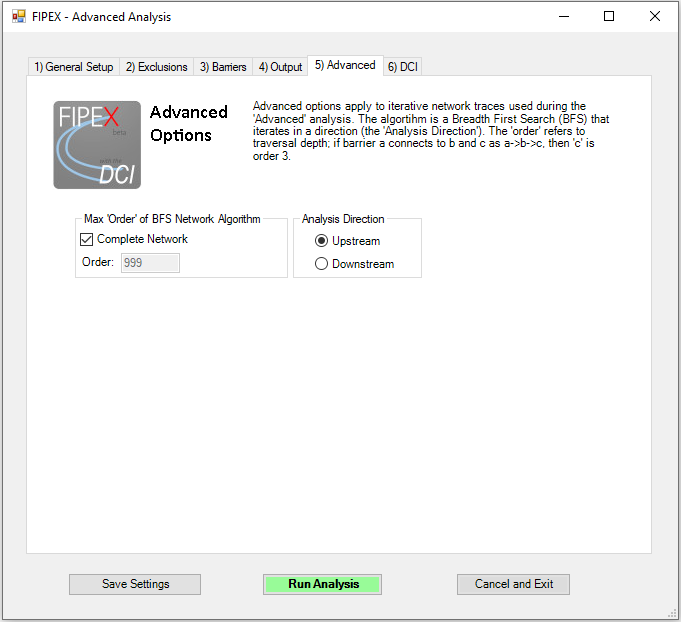 FIPEX - Advanced Analysis
1) General Setup 2) Exclusions 3) Barriers 4) Output 5) Advanced 6) DCI
FIPEX
beta
with the
DCI
Advanced
Options
Advanced options apply to iterative network traces used during the
'Advanced' analysis. The algortihm is a Breadth First Search (BFS) that
iterates in a direction (the 'Analysis Direction'). The 'order' refers to
traversal depth; if barrier a connects to b and c as a->b->c, then 'c' is
order 3.
Max 'Order' of BFS Network Algorithm
Complete Network
Order: 999
Analysis Direction
Upstream
Downstream
Save Settings Run Analysis Cancel and Exit